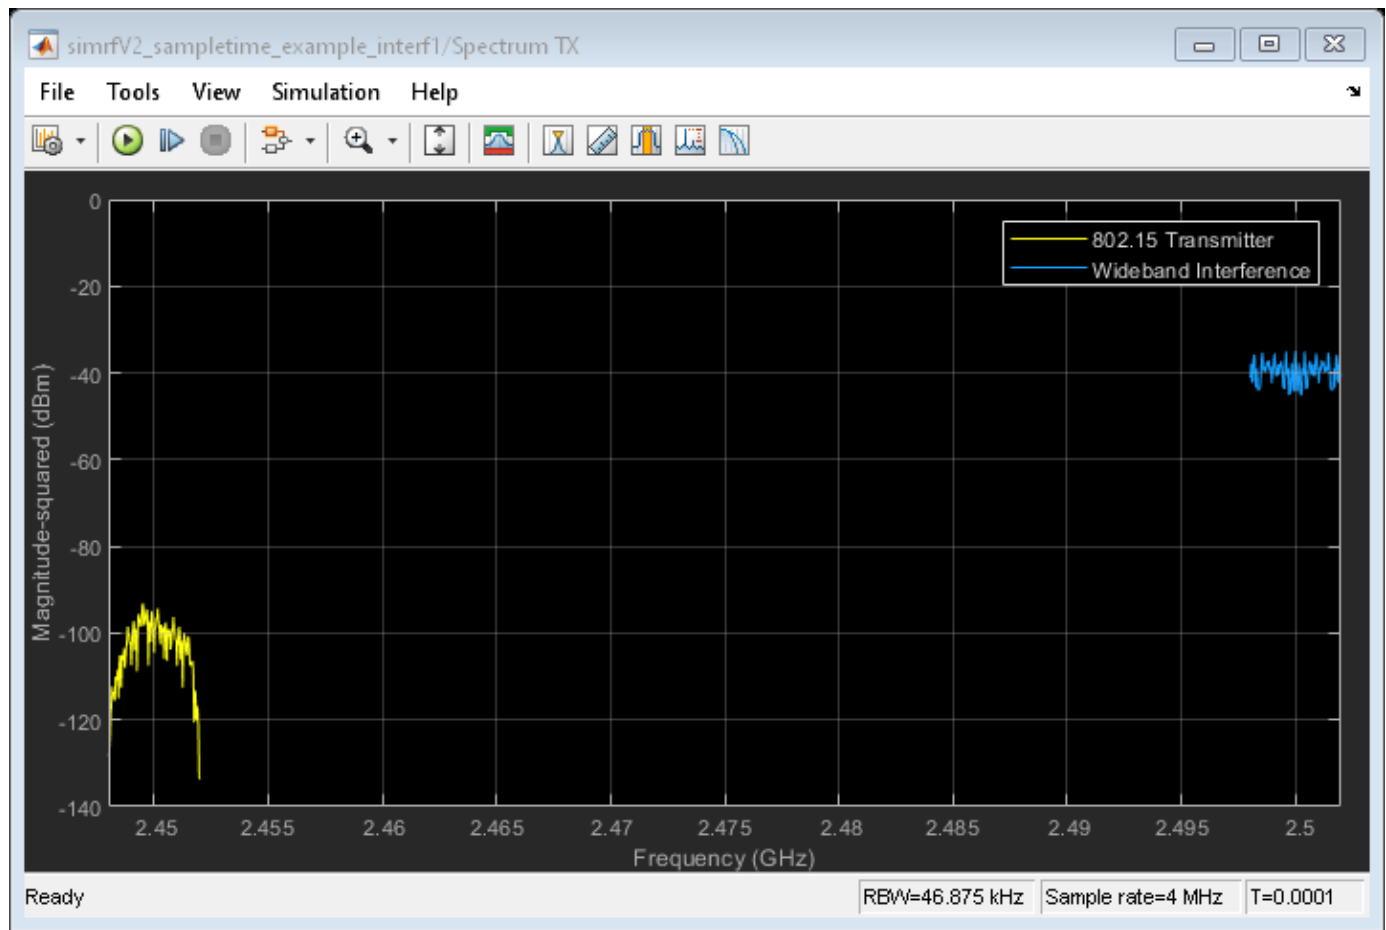 simrfV2_sampletime_example_interf1/Spectrum TX
File Tools View Simulation Help
0
-20
-40
-60
-80
-100
-120
-140
Magnitude-squared (dBm)
802.15 Transmitter
Wideband Interference
2.45 2.455 2.46 2.465 2.47 2.475 2.48 2.485 2.49 2.495 2.5
Frequency (GHz)
Ready RBW=46.875 kHz Sample rate=4 MHz T=0.0001